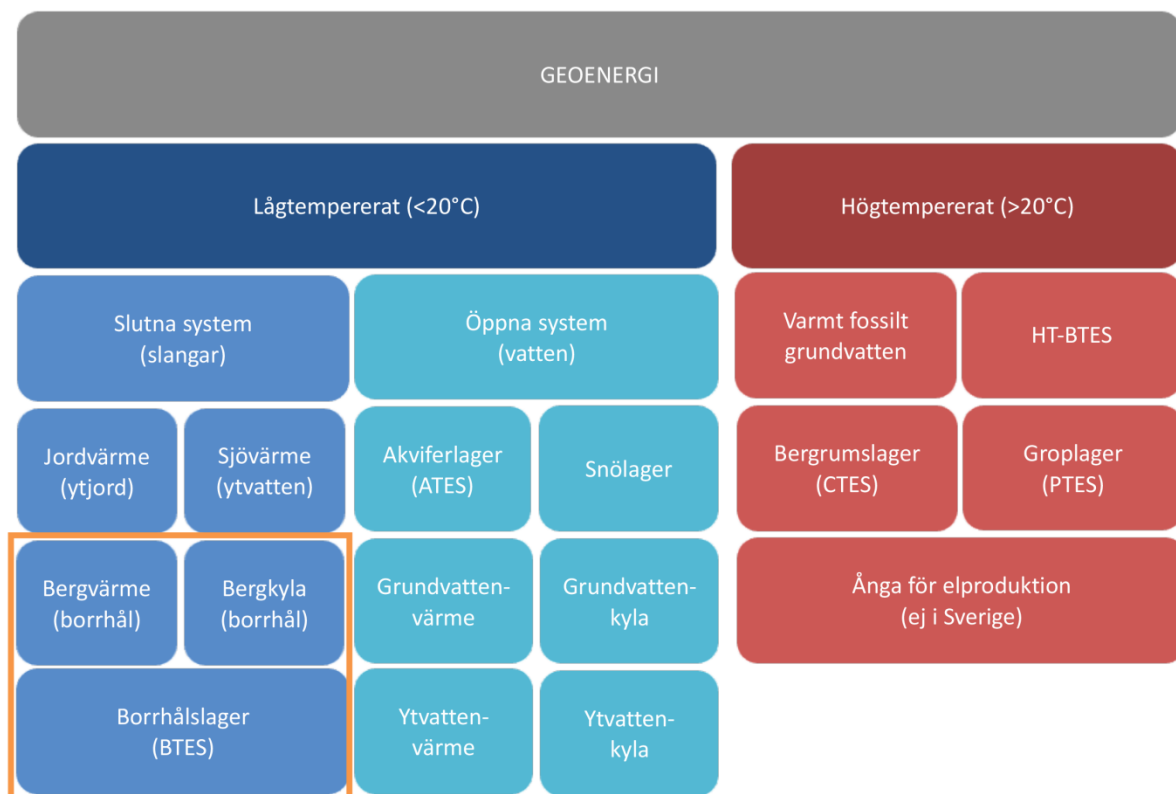 GEOENERGI
Lågtempererat (<20°C)
Högtempererat (>20°C)
Slutna system
(slangar)
Öppna system
(vatten)
Varmt fossilt
grundvatten
HT-BTES
Jordvärme
(ytjord)
Sjövärme
(ytvatten)
Akviferlager
(ATES)
Snölager
Bergrumslager
(CTES)
Groplager
(PTES)
Bergvärme
(borrhål)
Bergkyla
(borrhål)
Grundvatten-
värme
Grundvatten-
kyla
Ånga för elproduktion
(ej i Sverige)
Borrhålslager
(BTES)
Ytvatten-
värme
Ytvatten-
kyla